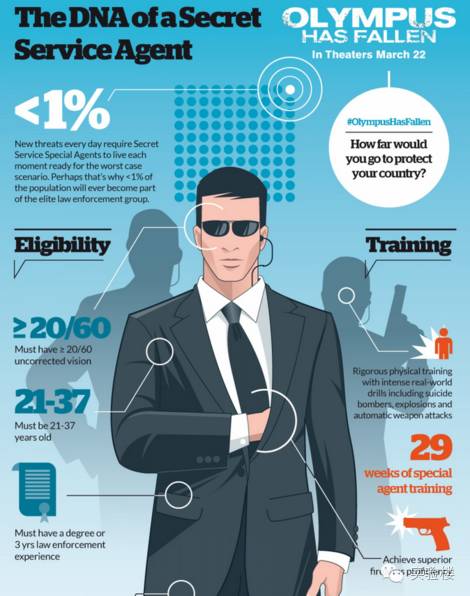 The DNA of a Secret
Service Agent
OLYMPUS
HAS FALLEN
In Theaters March 22
<1%
New threats every day require Secret
Service Special Agents to live each
moment ready for the worst case
scenario. Perhaps that's why <1% of
the population will ever become part
of the elite law enforcement group.
#OlympusHasFallen
How far would
you go to protect
your country?
Eligibility
≥20/60
Must have ≥ 20/60
uncorrected vision
21-37
Must be 21-37
years old
Must have a degree or
3 yrs law enforcement
experience
Training
Rigorous physical training
with intense real-world
drills including suicide
bombers, explosions and
automatic weapon attacks
29
weeks of special
agent training
Achieve superior
实验楼